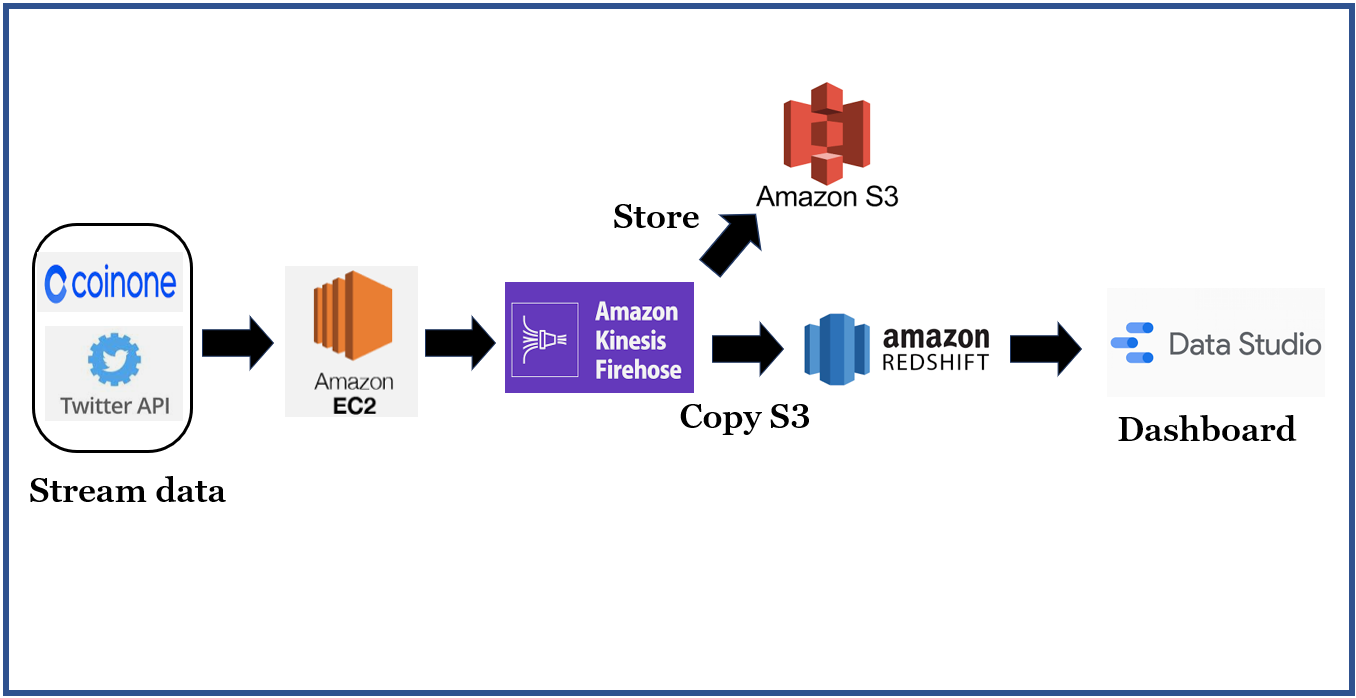 coinone
Twitter API
Stream data
Amazon
EC2
Amazon
Kinesis
Firehose
Store
Amazon S3
Copy S3
amazon
REDSHIFT
Data Studio
Dashboard